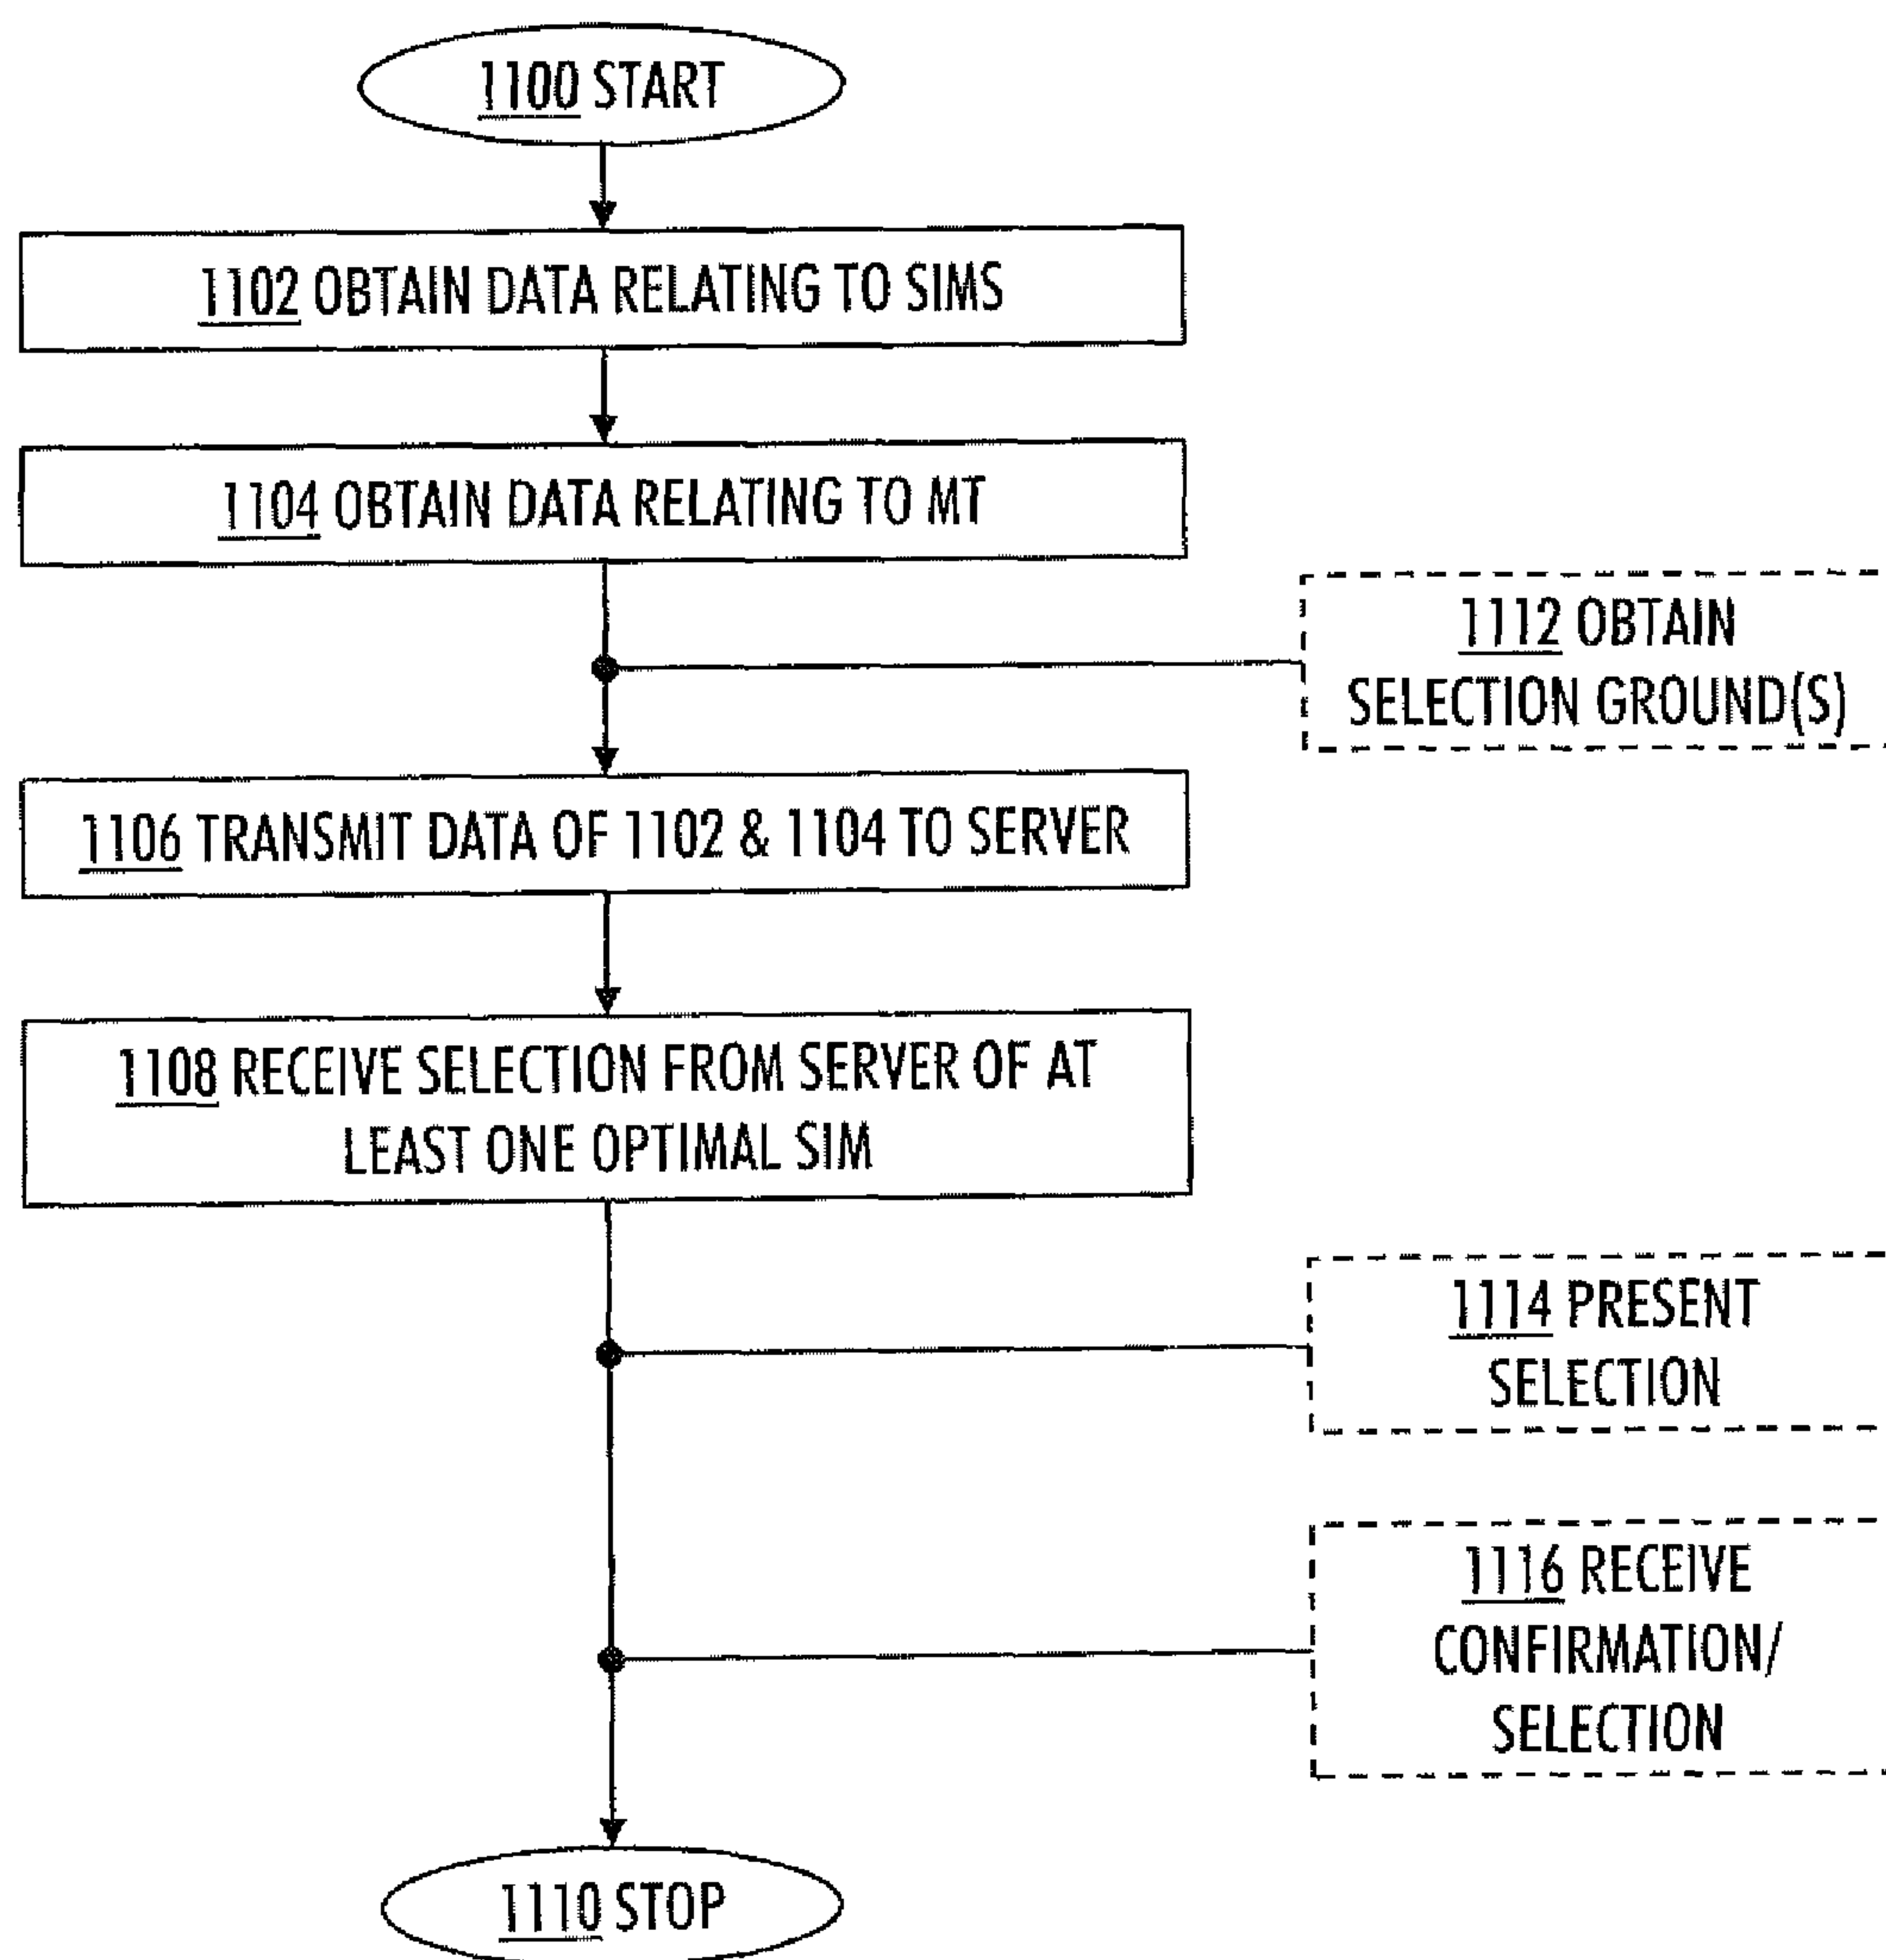 1100 START
1102 OBTAIN DATA RELATING TO SIMS
1104 OBTAIN DATA RELATING TO MT
1112 OBTAIN
SELECTION GROUND(S)
1106 TRANSMIT DATA OF 1102 & 1104 TO SERVER
1108 RECEIVE SELECTION FROM SERVER OF AT
LEAST ONE OPTIMAL SIM
1114 PRESENT
SELECTION
1116 RECEIVE
CONFIRMATION/
SELECTION
1110 STOP